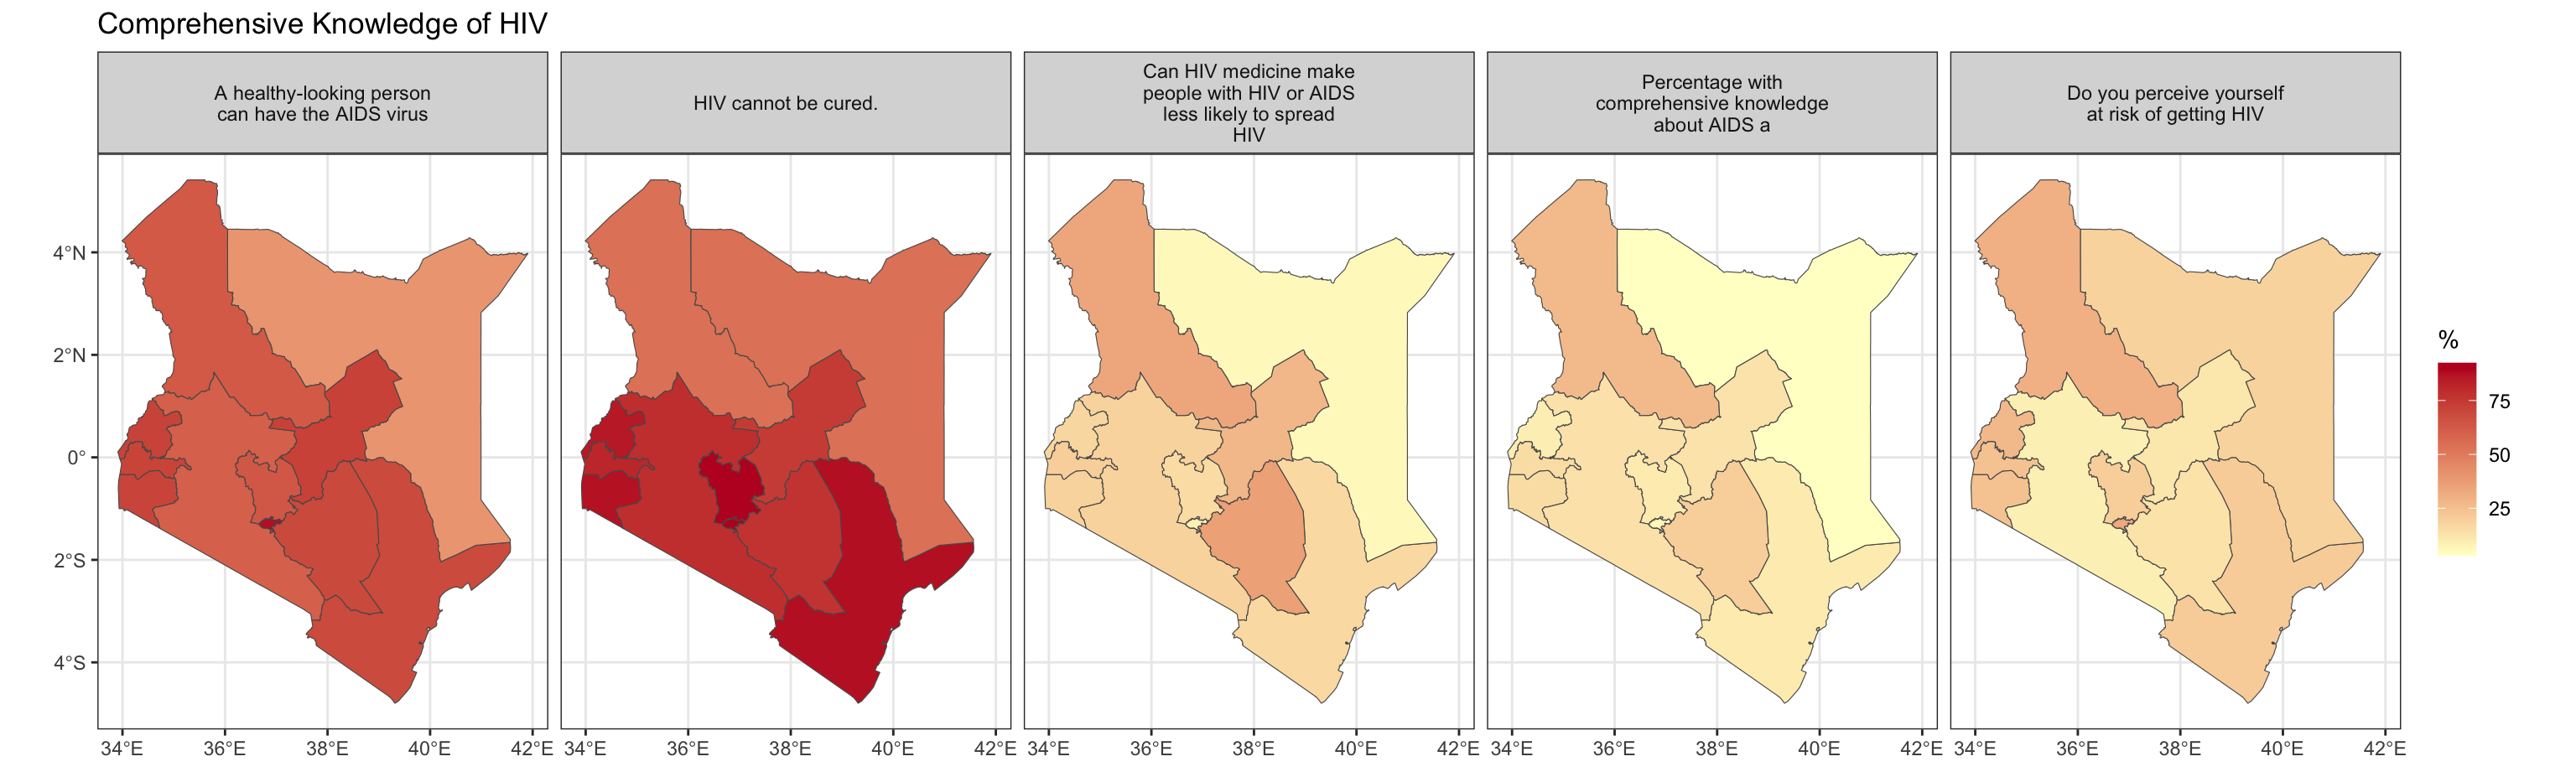 Comprehensive Knowledge of HIV
A healthy-looking person
can have the AIDS virus
HIV cannot be cured.
Can HIV medicine make
people with HIV or AIDS
less likely to spread
HIV
Percentage with
comprehensive knowledge
about AIDS a
Do you perceive yourself
at risk of getting HIV
4°N
2°N
0°
2°S
4°S
34°E 36°E 38°E 40°E 42°E
34°E 36°E 38°E 40°E 42°E
34°E 36°E 38°E 40°E 42°E
34°E 36°E 38°E 40°E 42°E
34°E 36°E 38°E 40°E 42°E
%
75
50
25